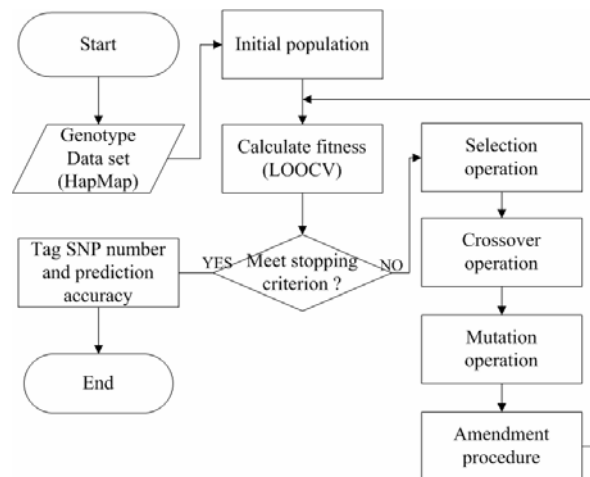 Start
Genotype
Data set
(HapMap)
Initial population
Calculate fitness
(LOOCV)
Meet stopping
criterion ?
YES
NO
Tag SNP number
and prediction
accuracy
End
Selection
operation
Crossover
operation
Mutation
operation
Amendment
procedure